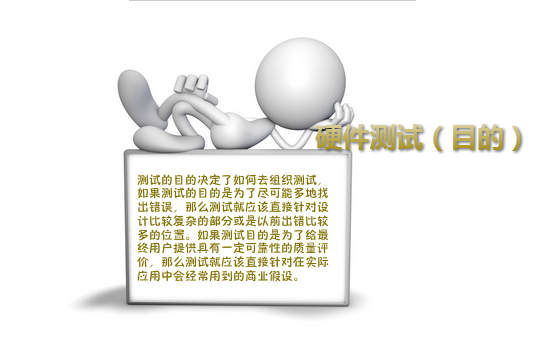 硬件测试（目的）
测试的目的决定了如何去组织测试，
如果测试的目的是为了尽可能多地找
出错误，那么测试就应该直接针对设
计比较复杂的部分或是以前出错比较
多的位置。如果测试目的是为了给最
终用户提供具有一定可靠性的质量评
价，那么测试就应该直接针对在实际
应用中会经常用到的商业假设。